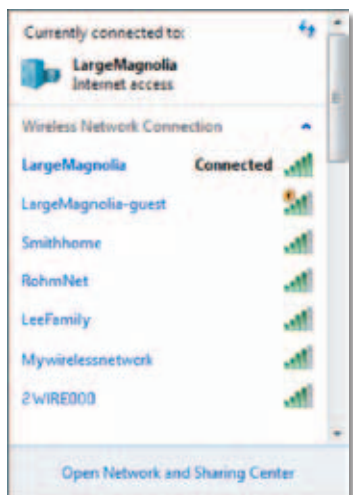 Currently connected to:
LargeMagnolia
Internet access
Wireless Network Connection
LargeMagnolia Connected
LargeMagnolia-guest
Smithhome
RohmNet
LeeFamily
Mywirelessnetwork
2WIRE000
Open Network and Sharing Center